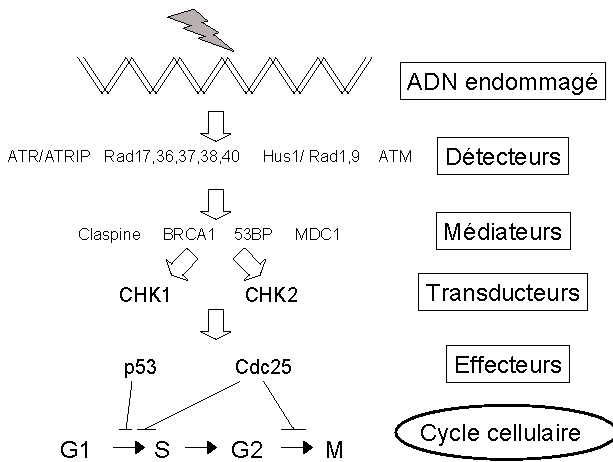 ADN endommagé
ATR/ATRIP Rad17,36,37,38,40 Hus1/ Rad1,9 ATM Détecteurs
Claspine BRCA1 53BP MDC1 Médiateurs
CHK1 CHK2 Transducteurs
p53 Cdc25 Effecteurs
G1 S G2 M Cycle cellulaire